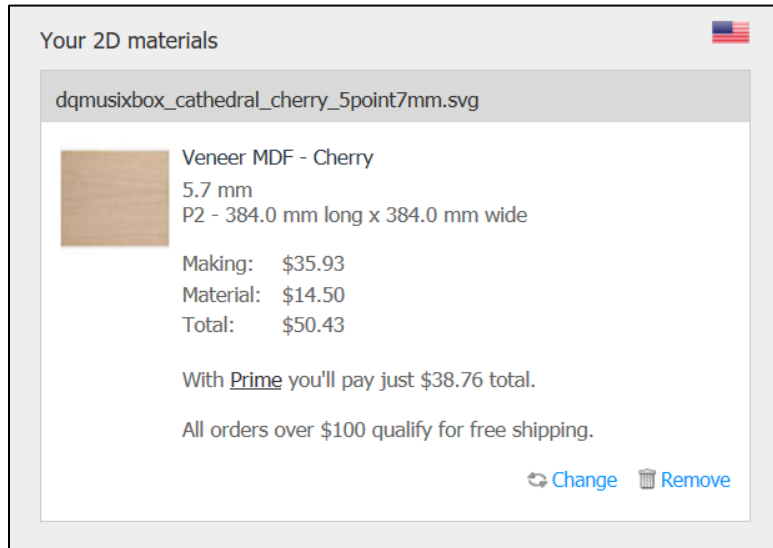 Your 2D materials
dqmusixbox_cathedral_cherry_5point7mm.svg
Veneer MDF - Cherry
5.7 mm
P2 - 384.0 mm long x 384.0 mm wide
Making: $35.93
Material: $14.50
Total: $50.43
With Prime you'll pay just $38.76 total.
All orders over $100 qualify for free shipping.
Change Remove